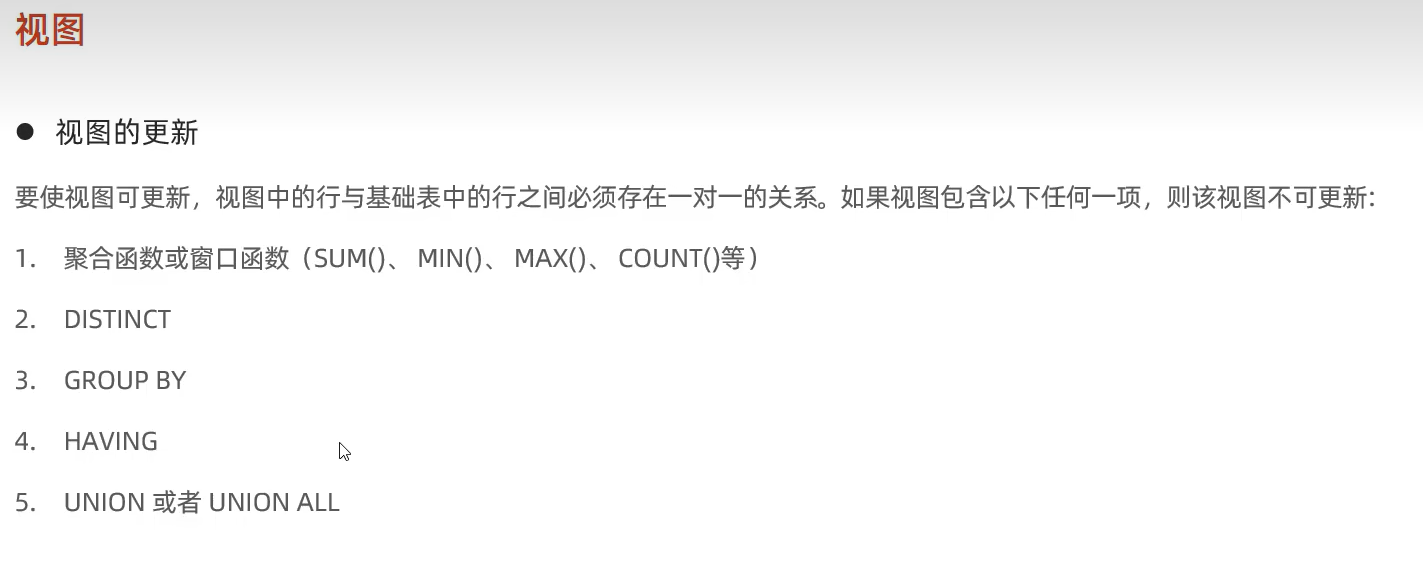 视图
● 视图的更新
要使视图可更新，视图中的行与基础表中的行之间必须存在一对一的关系。如果视图包含以下任何一项，则该视图不可更新：
1. 聚合函数或窗口函数（SUM()、 MIN()、 MAX()、 COUNT()等）
2. DISTINCT
3. GROUP BY
4. HAVING
5. UNION 或者 UNION ALL